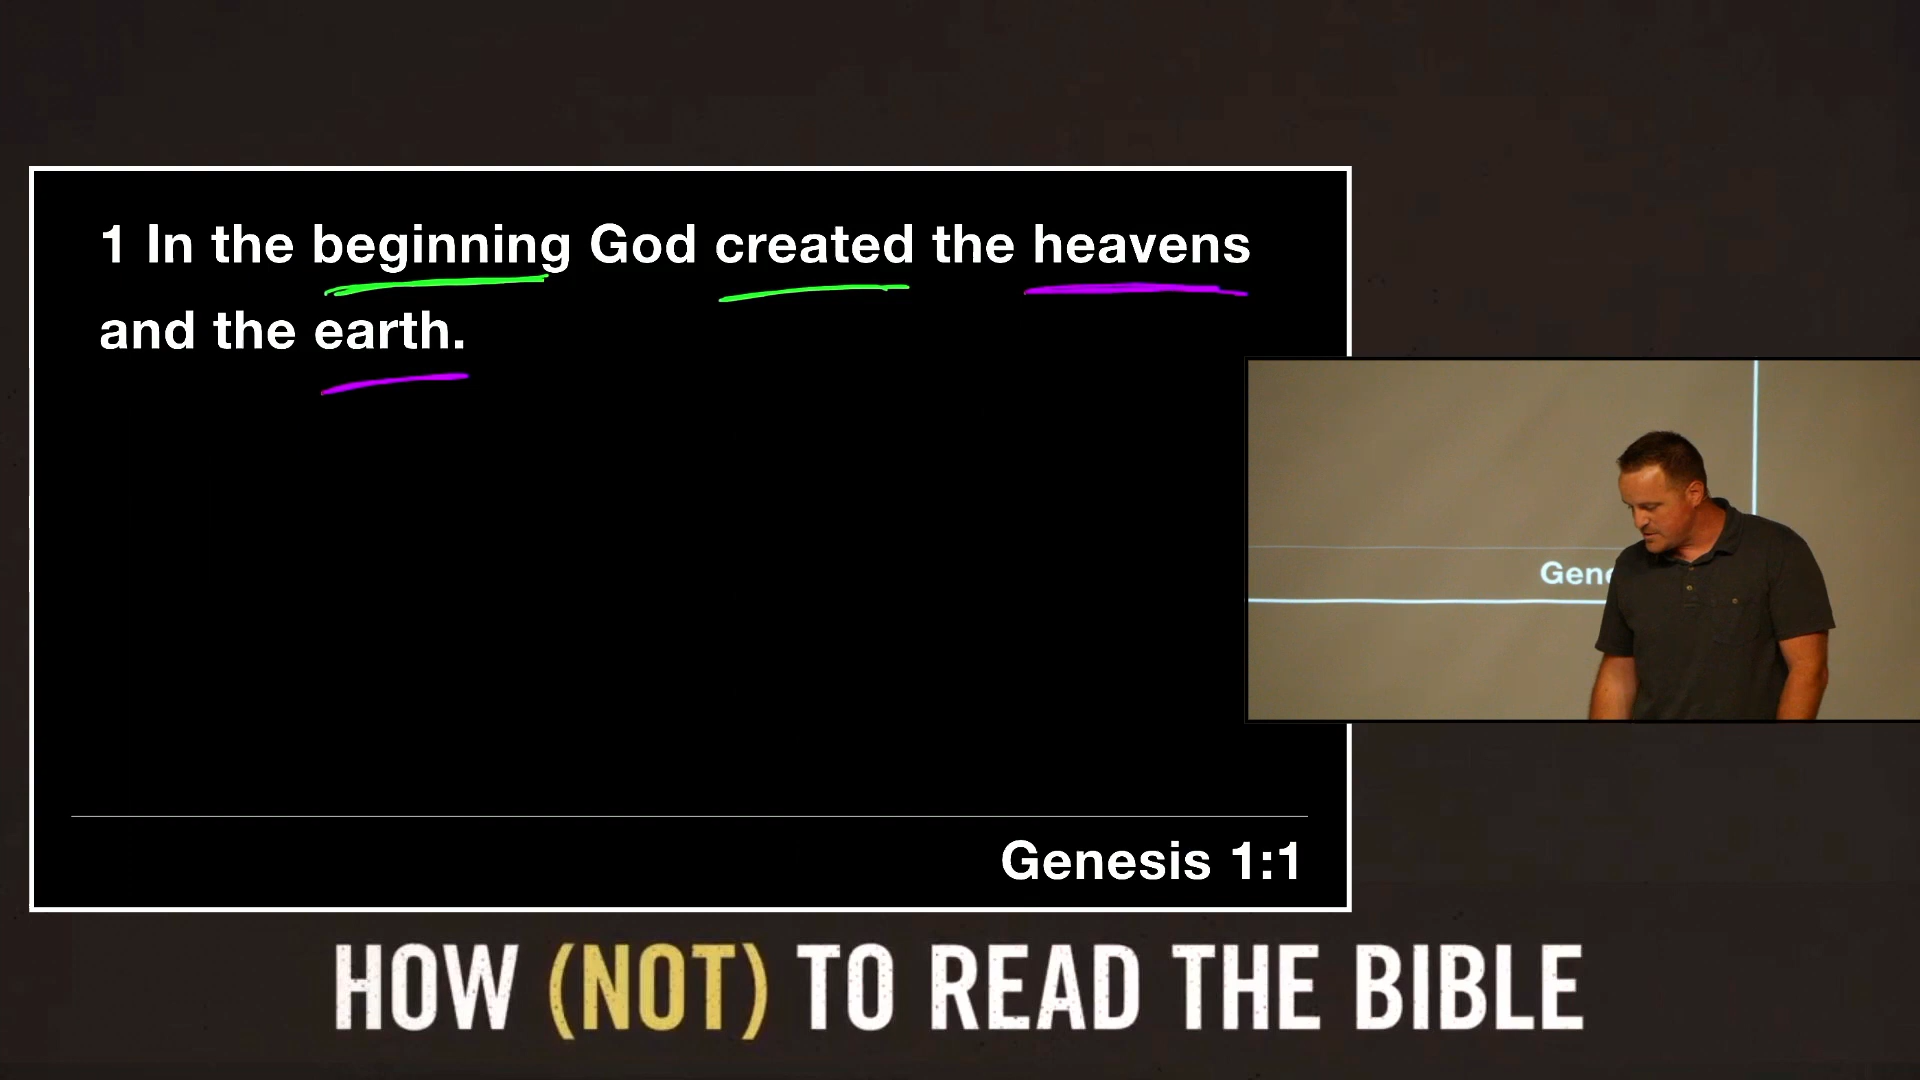 1 In the beginning God created the heavens
and the earth.
Genesis 1:1
Gene
HOW (NOT) TO READ THE BIBLE